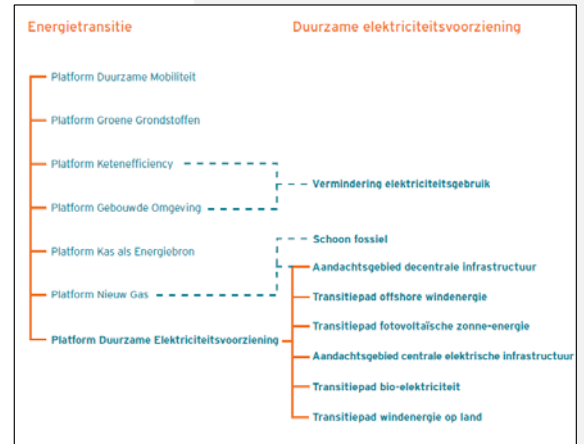 Energietransitie
Duurzame elektriciteitsvoorziening
Platform Duurzame Mobiliteit
Platform Groene Grondstoffen
Platform Ketenefficiency
Platform Gebouwde Omgeving
Platform Kas als Energiebron
Platform Nieuw Gas
Platform Duurzame Elektriciteitsvoorziening
Vermindering elektriciteitsgebruik
Schoon fossiel
Aandachtsgebied decentrale infrastructuur
Transitiepad offshore windenergie
Transitiepad fotovoltaïsche zonne-energie
Aandachtsgebied centrale elektrische infrastructuur
Transitiepad bio-elektriciteit
Transitiepad windenergie op land